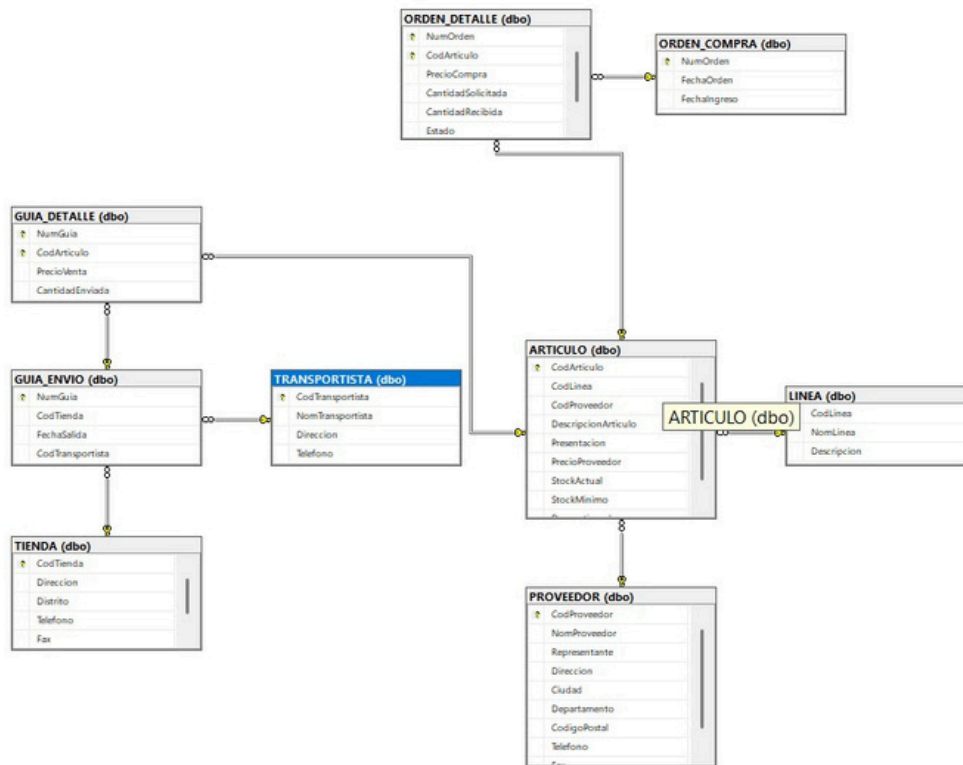 ORDEN_DETALLE (dbo)
NumOrden
CodArticulo
PrecioCompra
CantidadSolicitada
CantidadRecibida
Estado
ORDEN_COMPRA (dbo)
NumOrden
FechaOrden
FechaIngreso
GUIA_DETALLE (dbo)
NumGuia
CodArticulo
PrecioVenta
CantidadEnviada
GUIA_ENVIO (dbo)
NumGuia
CodTienda
FechaSalida
CodTransportista
TRANSPORTISTA (dbo)
CodTransportista
NomTransportista
Direccion
Telefono
ARTICULO (dbo)
CodArticulo
CodLinea
CodProveedor
DescripcionArticulo
Presentacion
PrecioProveedor
StockActual
StockMinimo
ARTICULO (dbo)
LINEA (dbo)
CodLinea
NomLinea
Descripcion
TIENDA (dbo)
CodTienda
Direccion
Distrito
Telefono
Fax
PROVEEDOR (dbo)
CodProveedor
NomProveedor
Representante
Direccion
Ciudad
Departamento
CodigoPostal
Telefono